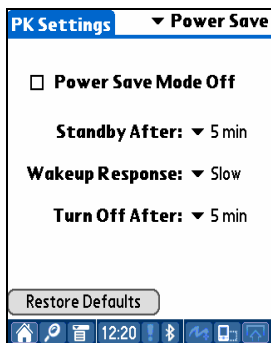 PK Settings Power Save
Power Save Mode Off
Standby After: 5 min
Wakeup Response: Slow
Turn Off After: 5 min
Restore Defaults
12:20